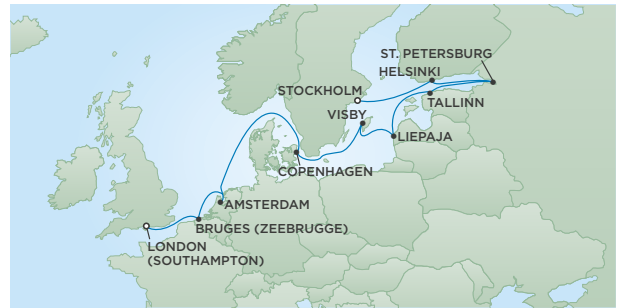 ST. PETERSBURG
HELSINKI
STOCKHOLM
TALLINN
VISBY
LIEPAJA
COPENHAGEN
AMSTERDAM
BRUGES (ZEEBRUGGE)
LONDON
(SOUTHAMPTON)